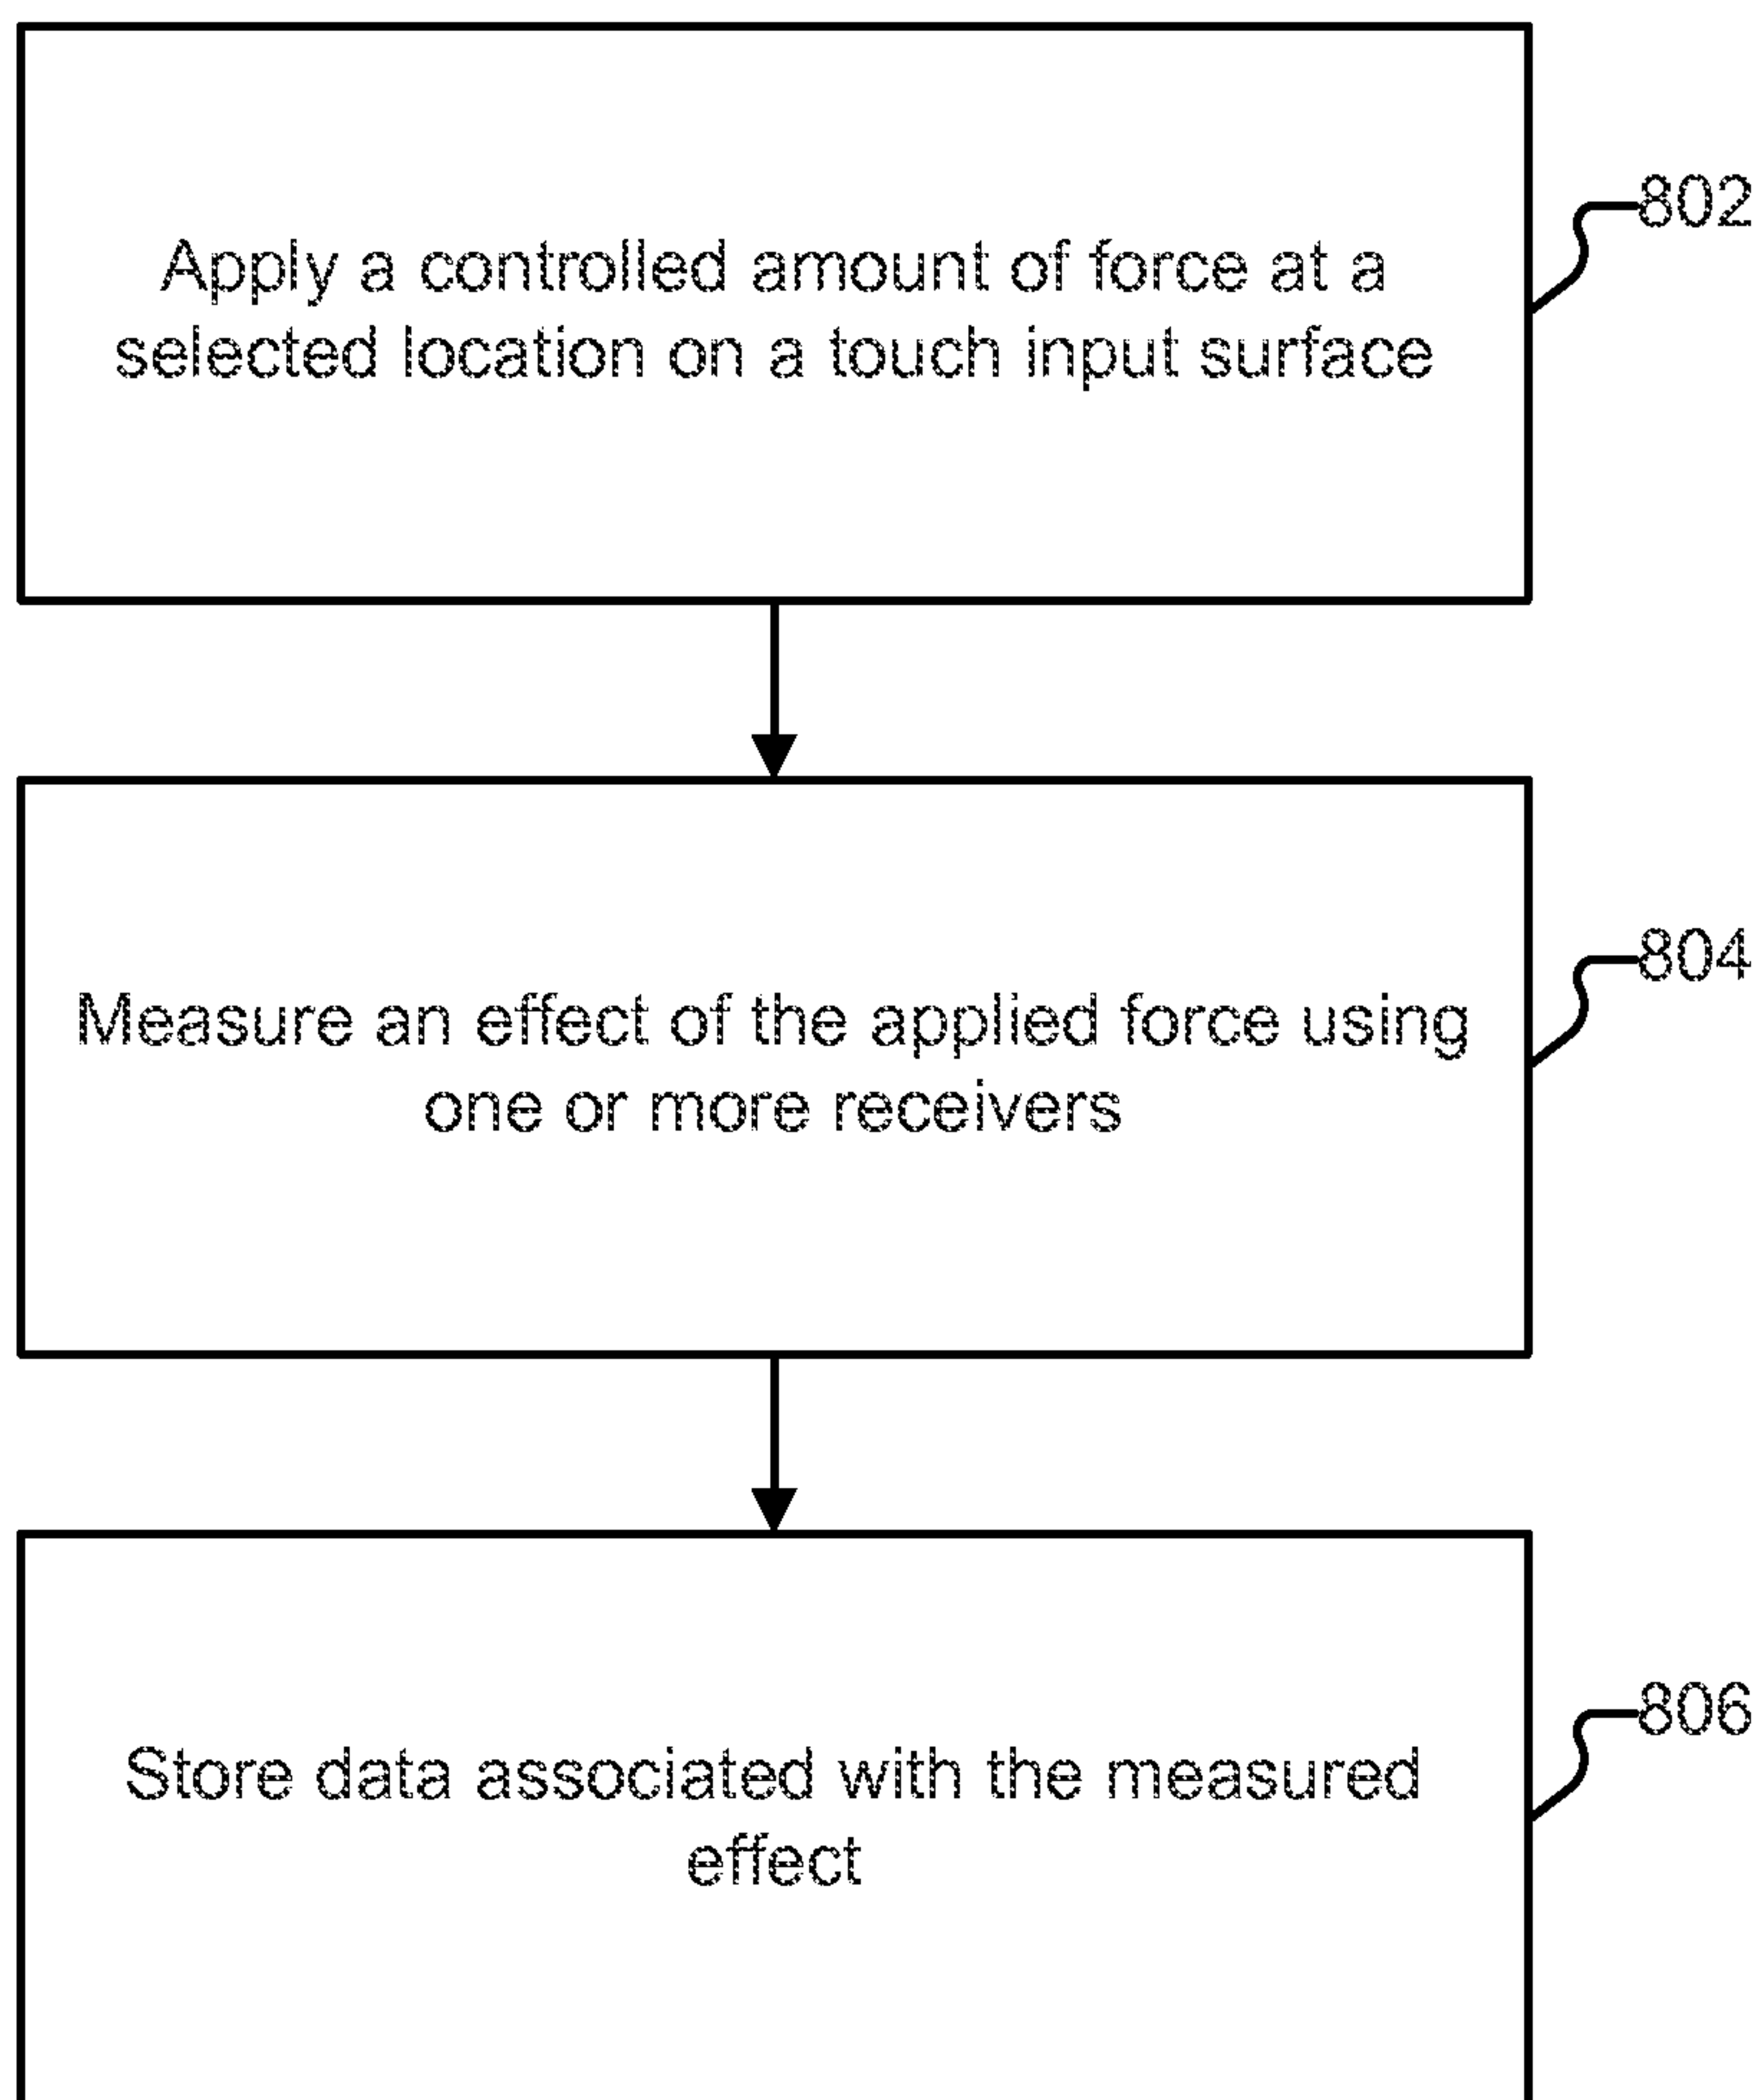 Apply a controlled amount of force at a
selected location on a touch input surface
802
Measure an effect of the applied force using
one or more receivers
804
Store data associated with the measured
effect
806